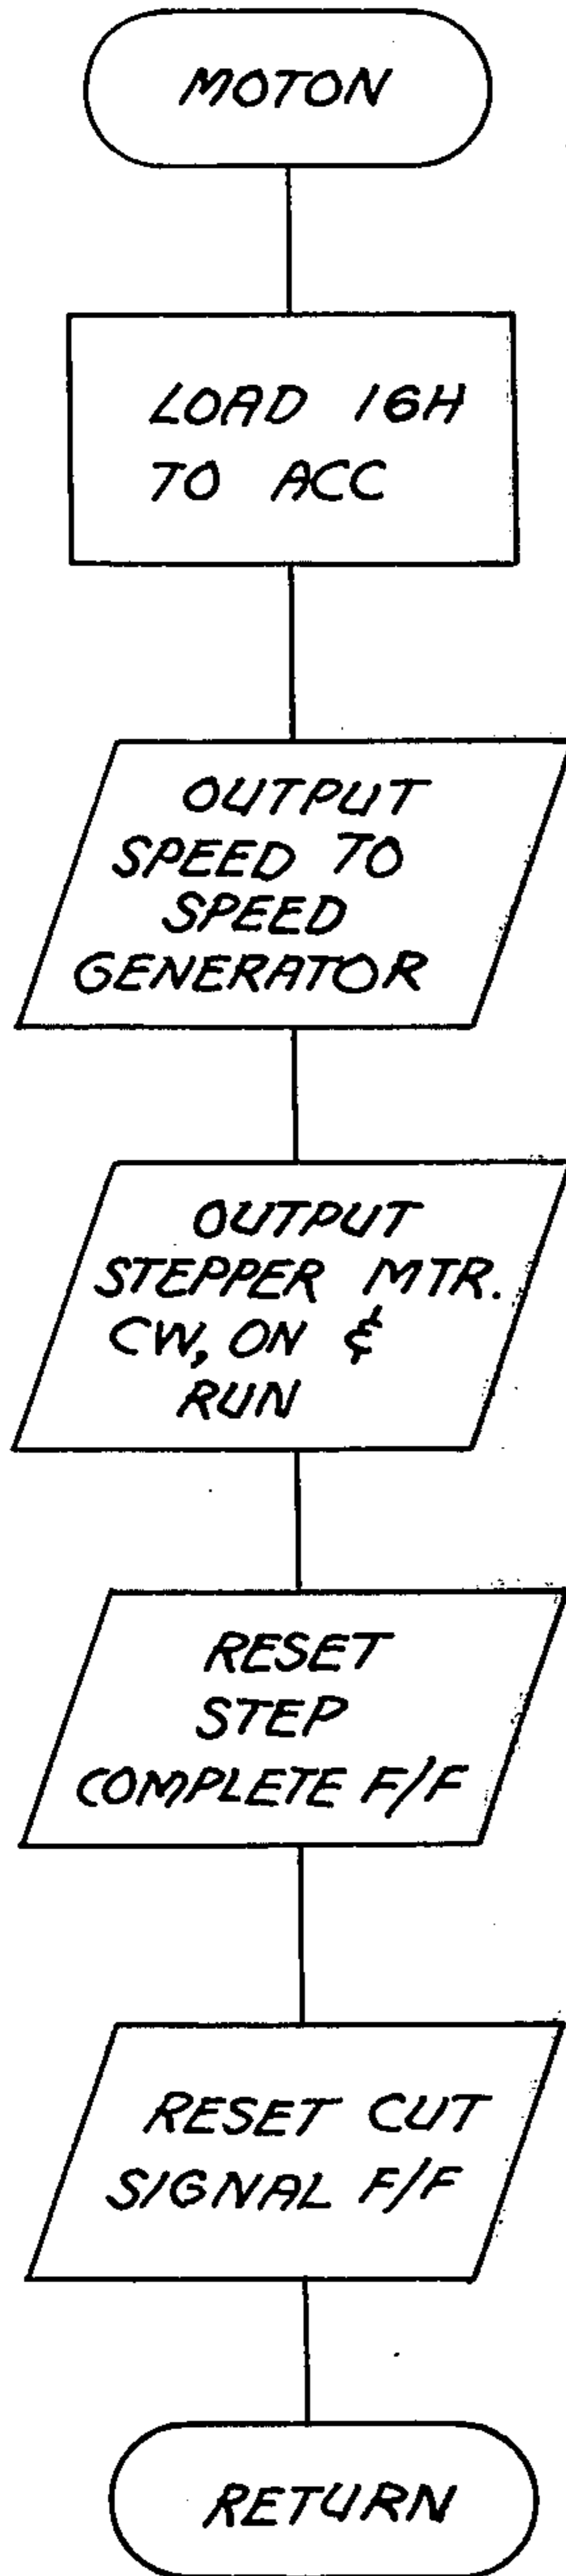 MOTON
LOAD 16H
TO ACC
OUTPUT
SPEED TO
SPEED
GENERATOR
OUTPUT
STEPPER MTR.
CW, ON &
RUN
RESET
STEP
COMPLETE F/F
RESET CUT
SIGNAL F/F
RETURN